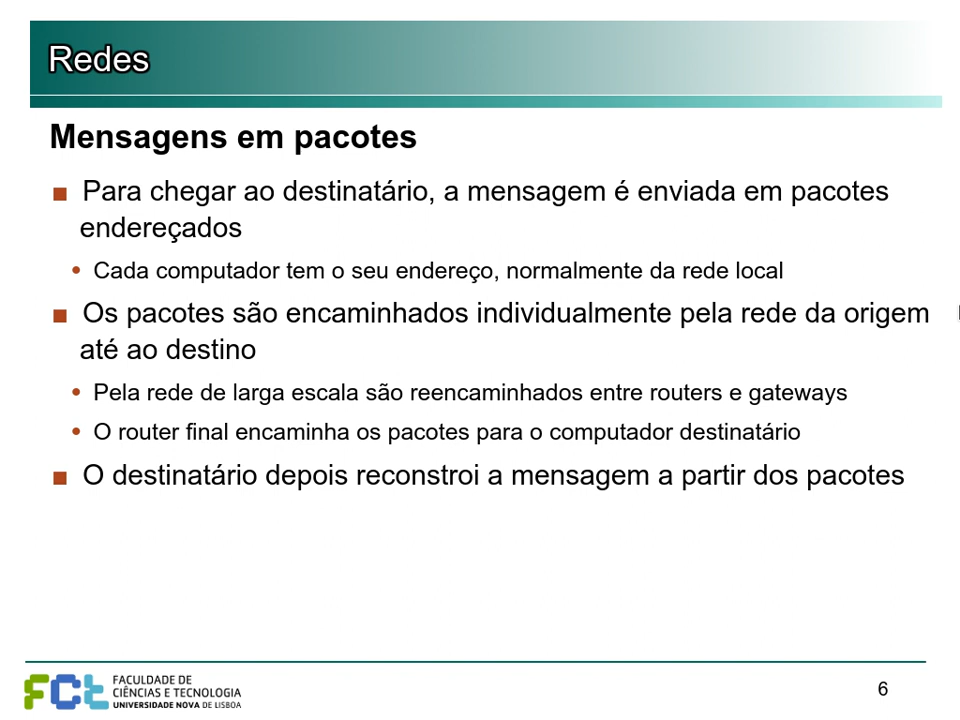 Redes
Mensagens em pacotes
■ Para chegar ao destinatário, a mensagem é enviada em pacotes
endereçados
• Cada computador tem o seu endereço, normalmente da rede local
■ Os pacotes são encaminhados individualmente pela rede da origem
até ao destino
• Pela rede de larga escala são reencaminhados entre routers e gateways
• O router final encaminha os pacotes para o computador destinatário
■ O destinatário depois reconstroi a mensagem a partir dos pacotes
FCt
FACULDADE DE
CIÊNCIAS E TECNOLOGIA
UNIVERSIDADE NOVA DE LISBOA
6